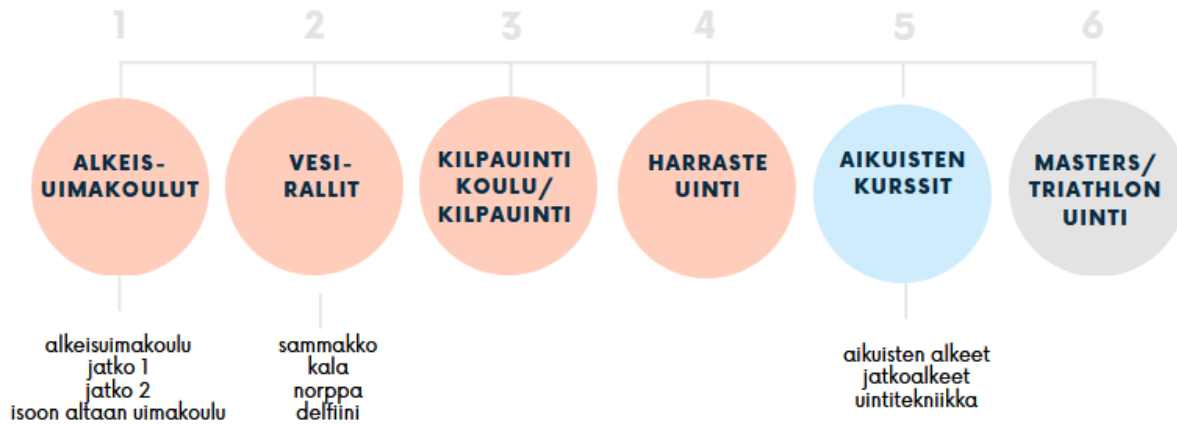 1
2
3
4
5
6
ALKEIS-
UIMAKOULUT
VESI-
RALLIT
KILPAUINTI
KOULU/
KILPAUINTI
HARRASTE
UINTI
AIKUISTEN
KURSSIT
MASTERS/
TRIATHLON
UINTI
alkeisuimakoulu
jatko 1
jatko 2
isoon altaan uimakoulu
sammakko
kala
norppa
delfiini
aikuisten alkeet
jatkoalkeet
uintitekniikka